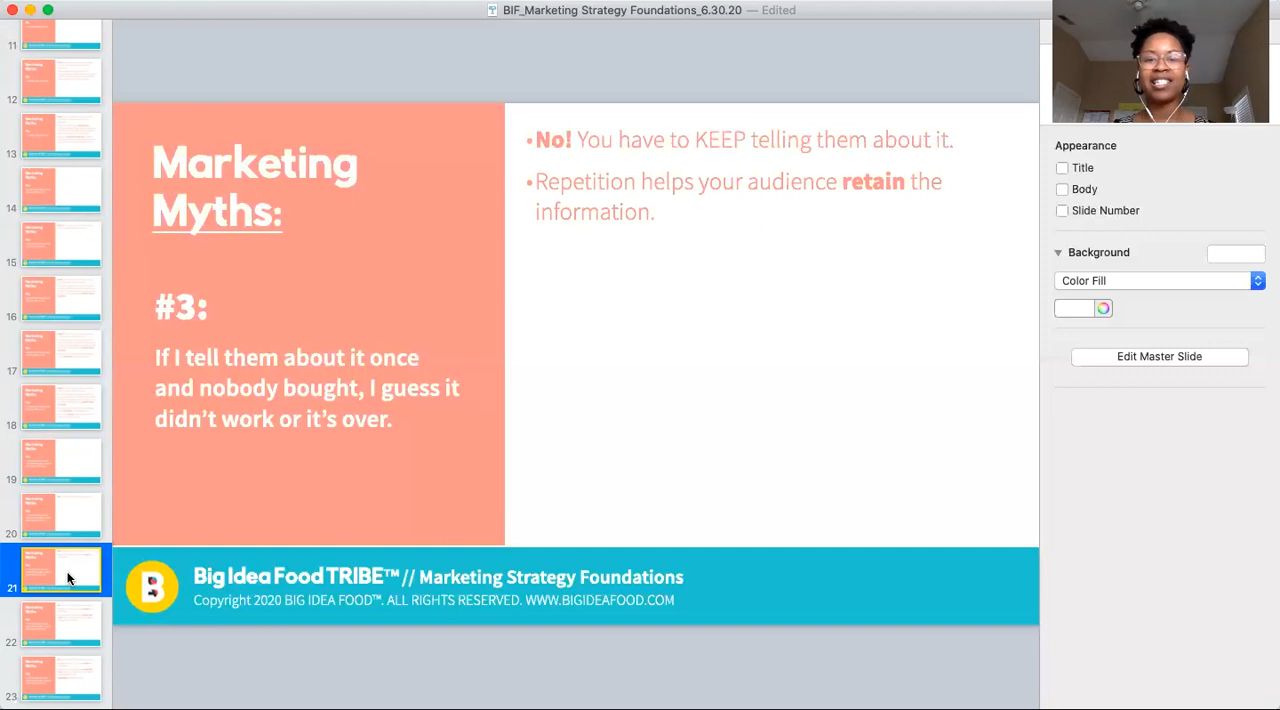 BIF_Marketing Strategy Foundations_6.30.20 — Edited
11
12
13
14
15
16
17
18
19
20
21
22
23
Marketing
Myths:
#3:
If I tell them about it once
and nobody bought, I guess it
didn't work or it's over.
•No! You have to KEEP telling them about it.
•Repetition helps your audience retain the
information.
B
Big Idea Food TRIBE™ // Marketing Strategy Foundations
Copyright 2020 BIG IDEA FOOD™. ALL RIGHTS RESERVED. WWW.BIGIDEAFOOD.COM
Appearance
Title
Body
Slide Number
Background
Color Fill
Edit Master Slide